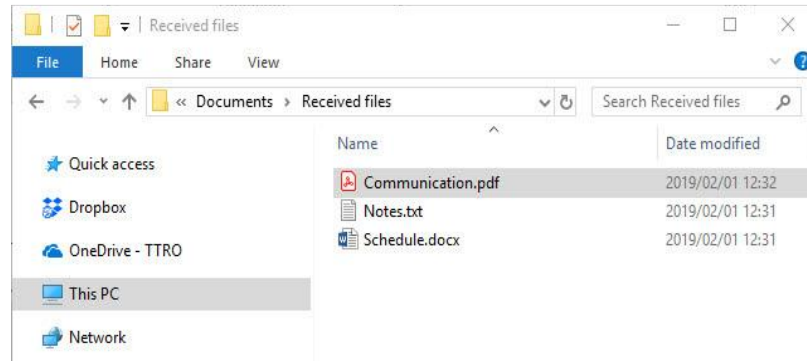 Received files
File Home Share View
« Documents › Received files Search Received files
Name Date modified
Quick access
Dropbox
OneDrive - TTRO
This PC
Network
Communication.pdf 2019/02/01 12:32
Notes.txt 2019/02/01 12:31
Schedule.docx 2019/02/01 12:31